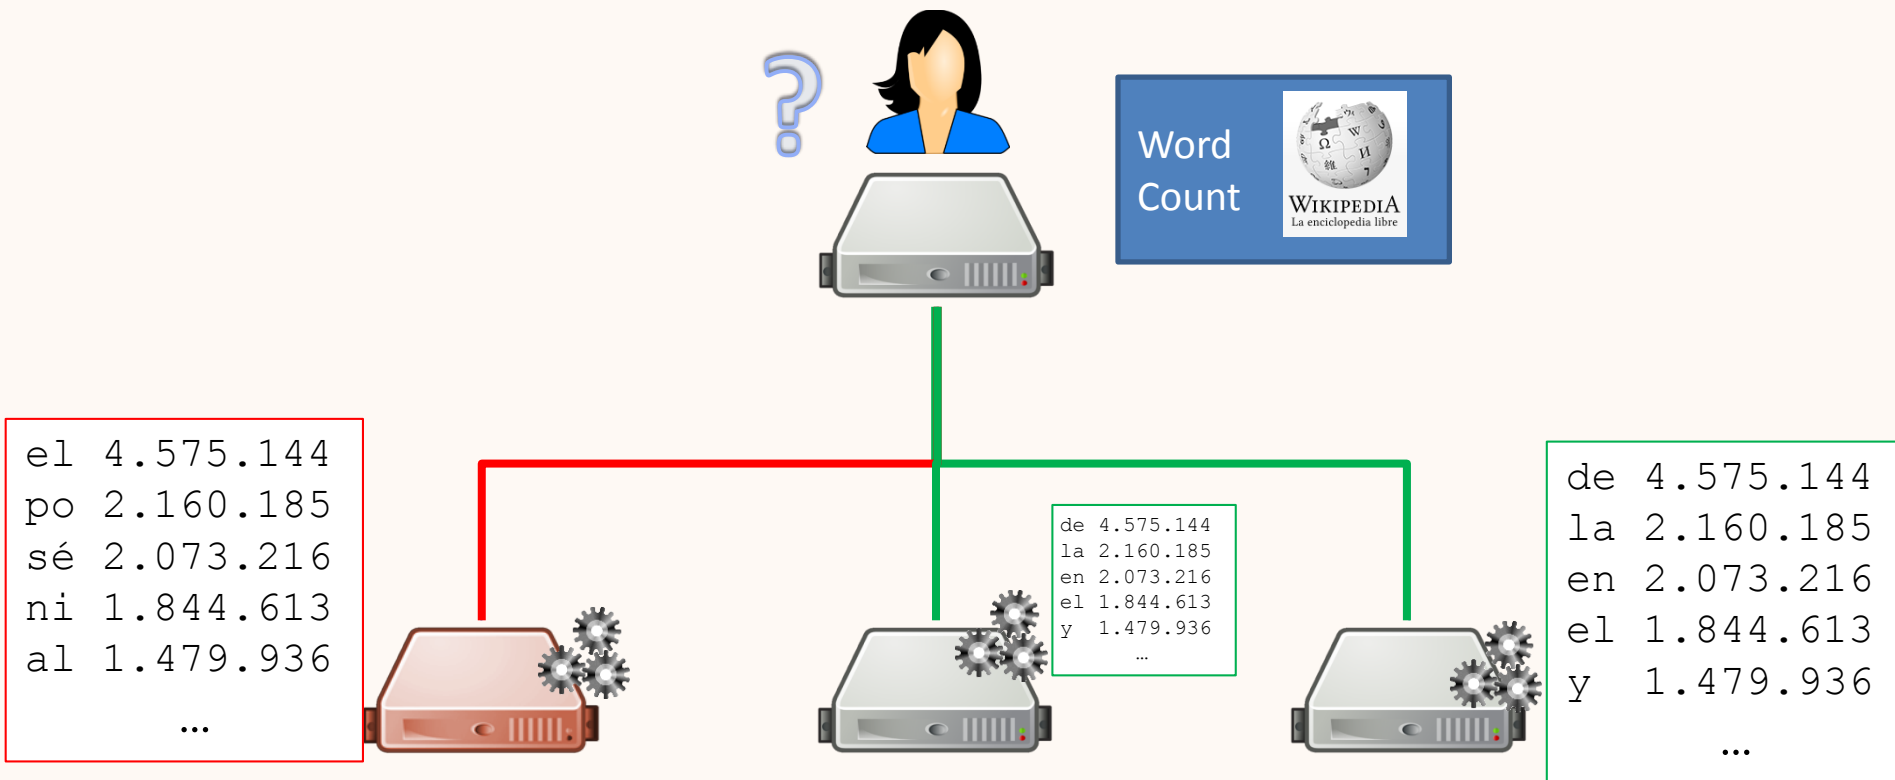 ?
Word
Count
WIKIPEDIA
La enciclopedia libre
el 4.575.144
po 2.160.185
sé 2.073.216
ni 1.844.613
al 1.479.936
...
de 4.575.144
la 2.160.185
en 2.073.216
el 1.844.613
y 1.479.936
...
de 4.575.144
la 2.160.185
en 2.073.216
el 1.844.613
y 1.479.936
...